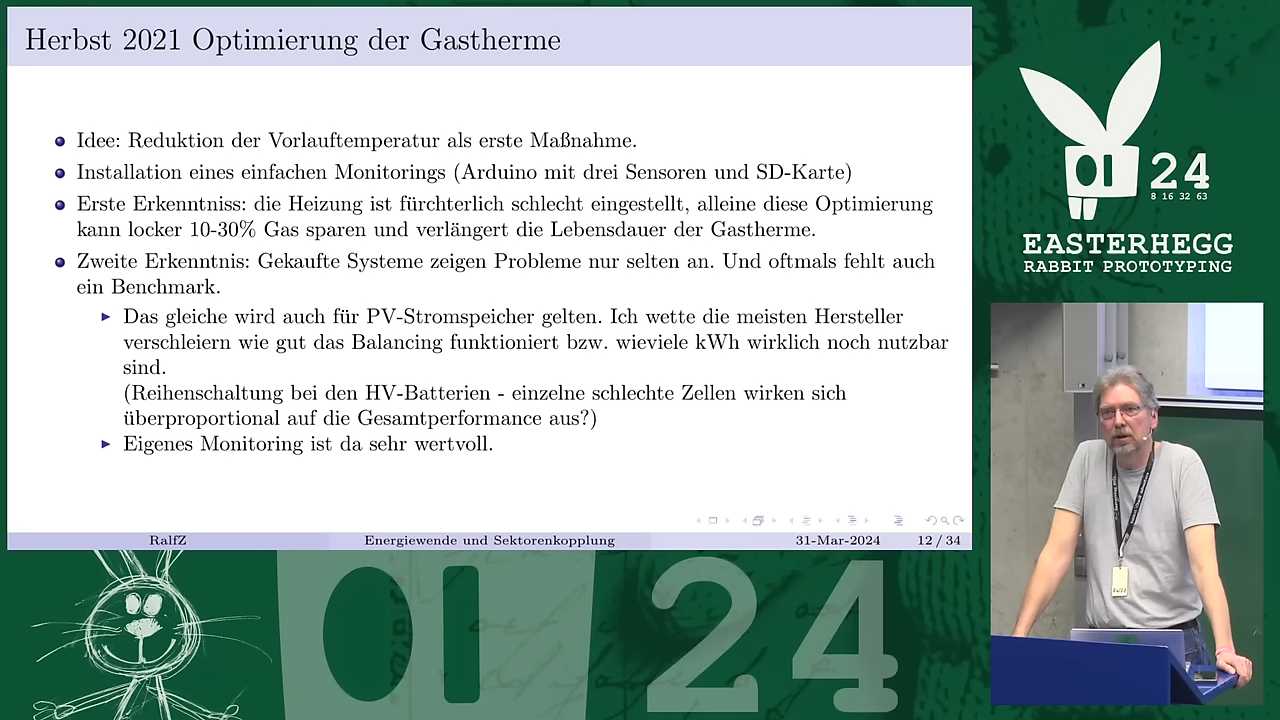 Herbst 2021 Optimierung der Gastherme
Idee: Reduktion der Vorlauftemperatur als erste Maßnahme.
Installation eines einfachen Monitorings (Arduino mit drei Sensoren und SD-Karte)
Erste Erkenntniss: die Heizung ist fürchterlich schlecht eingestellt, alleine diese Optimierung
kann locker 10-30% Gas sparen und verlängert die Lebensdauer der Gastherme.
Zweite Erkenntnis: Gekaufte Systeme zeigen Probleme nur selten an. Und oftmals fehlt auch
ein Benchmark.
Das gleiche wird auch für PV-Stromspeicher gelten. Ich wette die meisten Hersteller
verschleiern wie gut das Balancing funktioniert bzw. wieviele kWh wirklich noch nutzbar
sind.
(Reihenschaltung bei den HV-Batterien - einzelne schlechte Zellen wirken sich
überproportional auf die Gesamtperformance aus?)
Eigenes Monitoring ist da sehr wertvoll.
RalfZ Energiewende und Sektorenkopplung 31-Mar-2024 12 / 34
24
8 16 32 63
EASTERHEGG
RABBIT PROTOTYPING
24